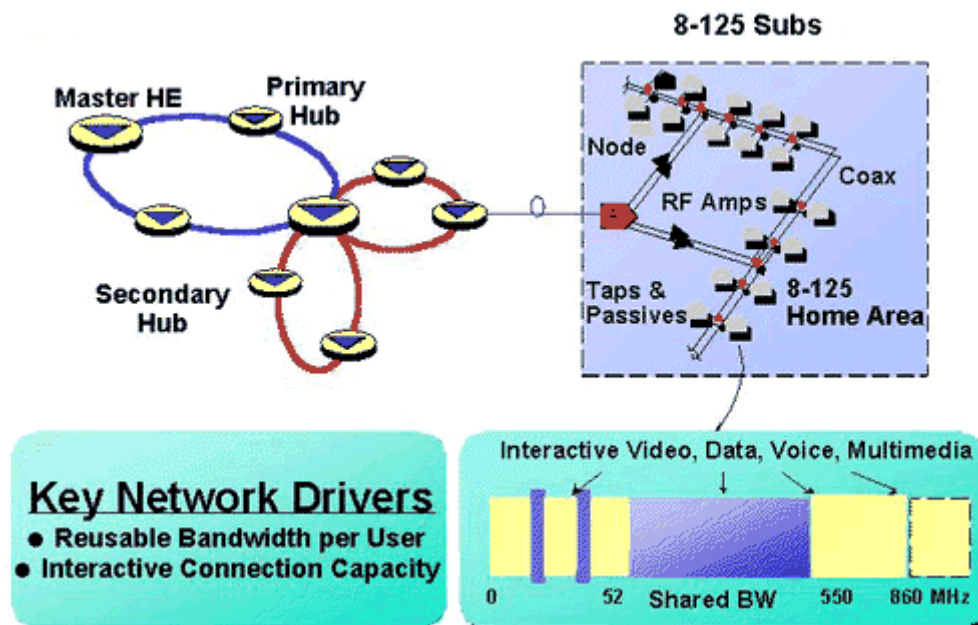 8-125 Subs
Master HE
Primary
Hub
Node
Coax
RF Amps
Secondary
Hub
Taps &
Passives
8-125
Home Area
Interactive Video, Data, Voice, Multimedia
Key Network Drivers
● Reusable Bandwidth per User
● Interactive Connection Capacity
0 52 Shared BW 550 860 MHz